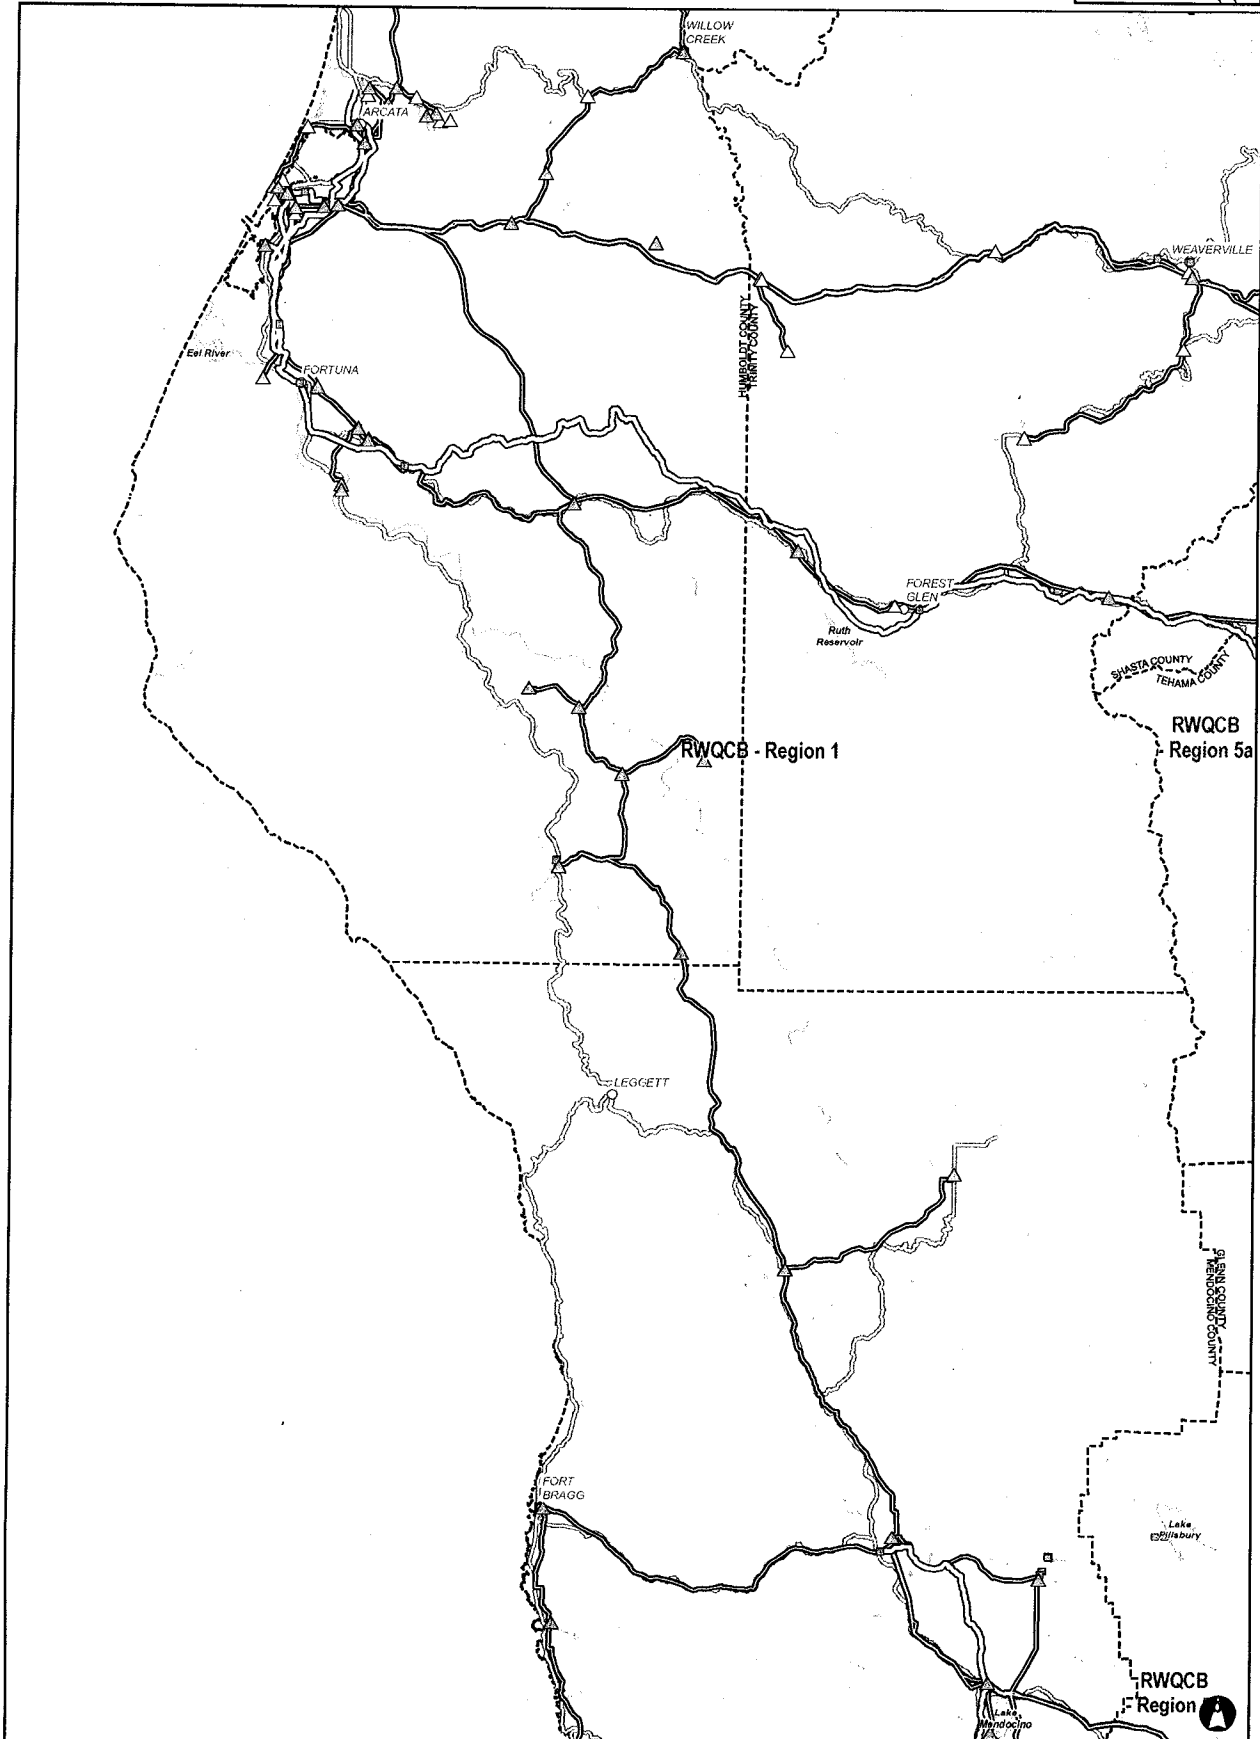 WILLOW
CREEK
ARCATA
WEAVERVILLE
HUMBOLDT COUNTY
TRINITY COUNTY
Eel River
FORTUNA
FOREST
GLEN
Ruth
Reservoir
SHASTA COUNTY
TEHAMA COUNTY
RWQCB
- Region 5a
RWQCB - Region 1
LEGGETT
GLENN COUNTY
MENDOCINO COUNTY
FORT
BRAGG
Lake
Pillsbury
RWQCB
- Region
Lake
Mendocino